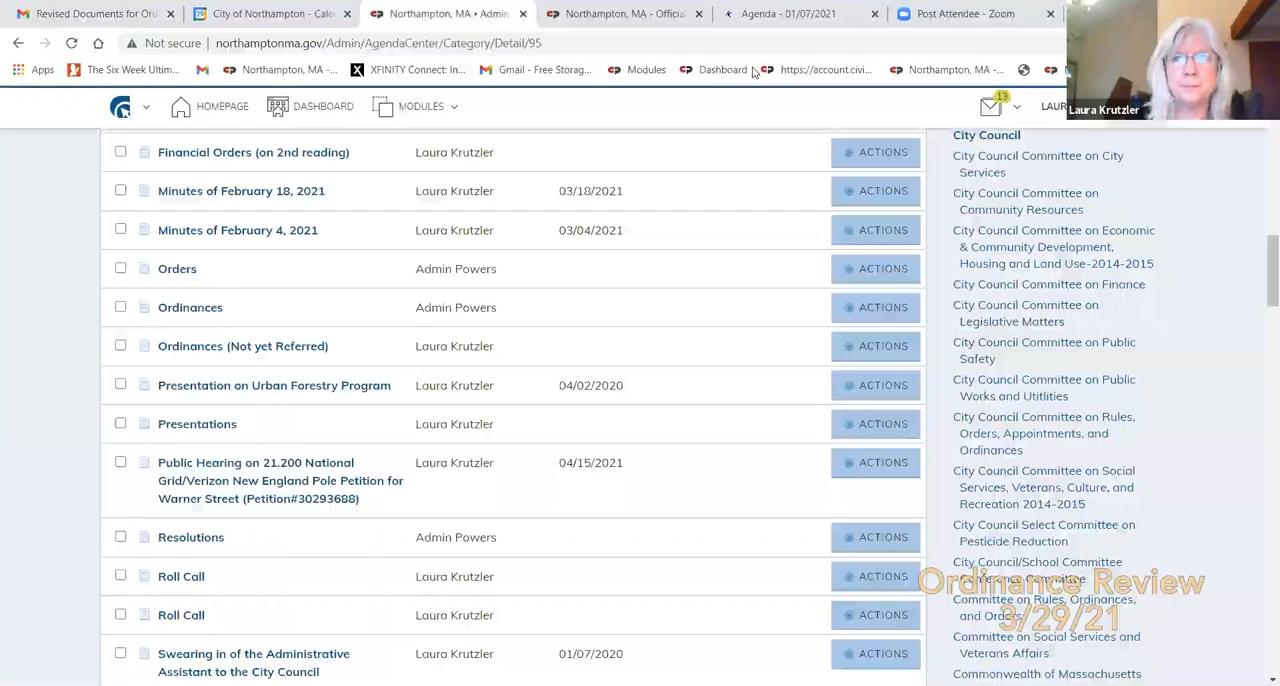 Revised Documents for Ord
City of Northampton - Cale
Northampton, MA • Admin
Northampton, MA - Official
Agenda - 01/07/2021
Post Attendee - Zoom
Not secure
northamptonma.gov/Admin/AgendaCenter/Category/Detail/95
Apps
The Six Week Ultim...
Northampton, MA -...
XFINITY Connect: In...
Gmail - Free Storag...
Modules
Dashboard
https://account.civi...
Northampton, MA -...
Laura Krutzler
HOMEPAGE
DASHBOARD
MODULES
13
LAUR
Financial Orders (on 2nd reading) Laura Krutzler ACTIONS
Minutes of February 18, 2021 Laura Krutzler 03/18/2021 ACTIONS
Minutes of February 4, 2021 Laura Krutzler 03/04/2021 ACTIONS
Orders Admin Powers ACTIONS
Ordinances Admin Powers ACTIONS
Ordinances (Not yet Referred) Laura Krutzler ACTIONS
Presentation on Urban Forestry Program Laura Krutzler 04/02/2020 ACTIONS
Presentations Laura Krutzler ACTIONS
Public Hearing on 21.200 National Laura Krutzler 04/15/2021 ACTIONS
Grid/Verizon New England Pole Petition for
Warner Street (Petition#30293688)
Resolutions Admin Powers ACTIONS
Roll Call Laura Krutzler ACTIONS
Roll Call Laura Krutzler ACTIONS
Swearing in of the Administrative Laura Krutzler 01/07/2020 ACTIONS
Assistant to the City Council
City Council
City Council Committee on City
Services
City Council Committee on
Community Resources
City Council Committee on Economic
& Community Development,
Housing and Land Use-2014-2015
City Council Committee on Finance
City Council Committee on
Legislative Matters
City Council Committee on Public
Safety
City Council Committee on Public
Works and Utitlities
City Council Committee on Rules,
Orders, Appointments, and
Ordinances
City Council Committee on Social
Services, Veterans, Culture, and
Recreation 2014-2015
City Council Select Committee on
Pesticide Reduction
City Council/School Committee
Conference Committee
Committee on Rules, Ordinances,
and Orders
Committee on Social Services and
Veterans Affairs
Commonwealth of Massachusetts
Ordinance Review
3/29/21